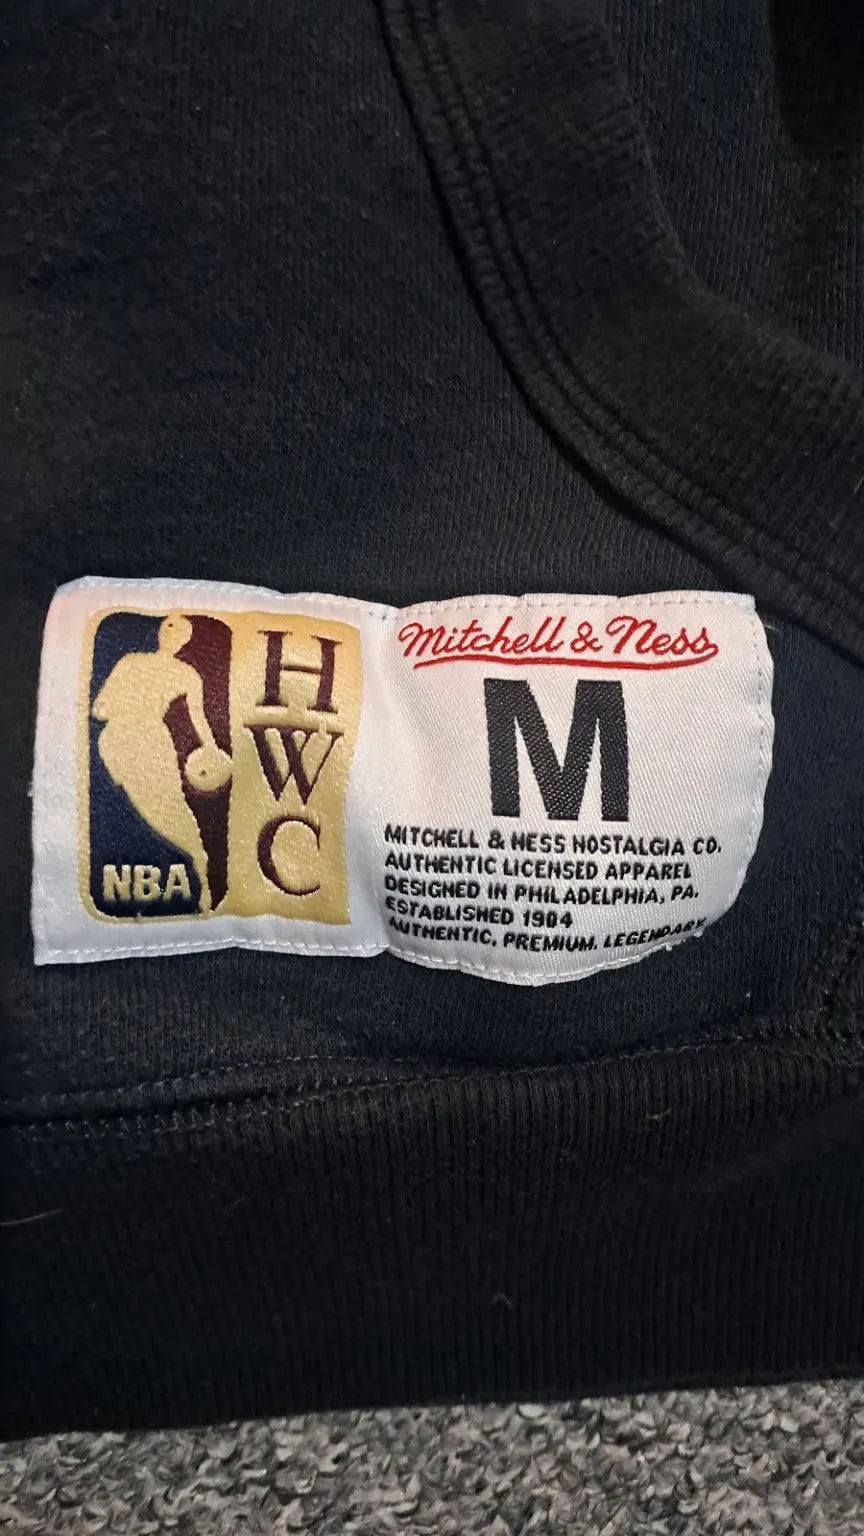 NBA
H
W
C
Mitchell & Ness
M
MITCHELL & NESS NOSTALGIA CO.
AUTHENTIC LICENSED APPAREL
DESIGNED IN PHILADELPHIA, PA.
ESTABLISHED 1904
AUTHENTIC, PREMIUM, LEGENDARY